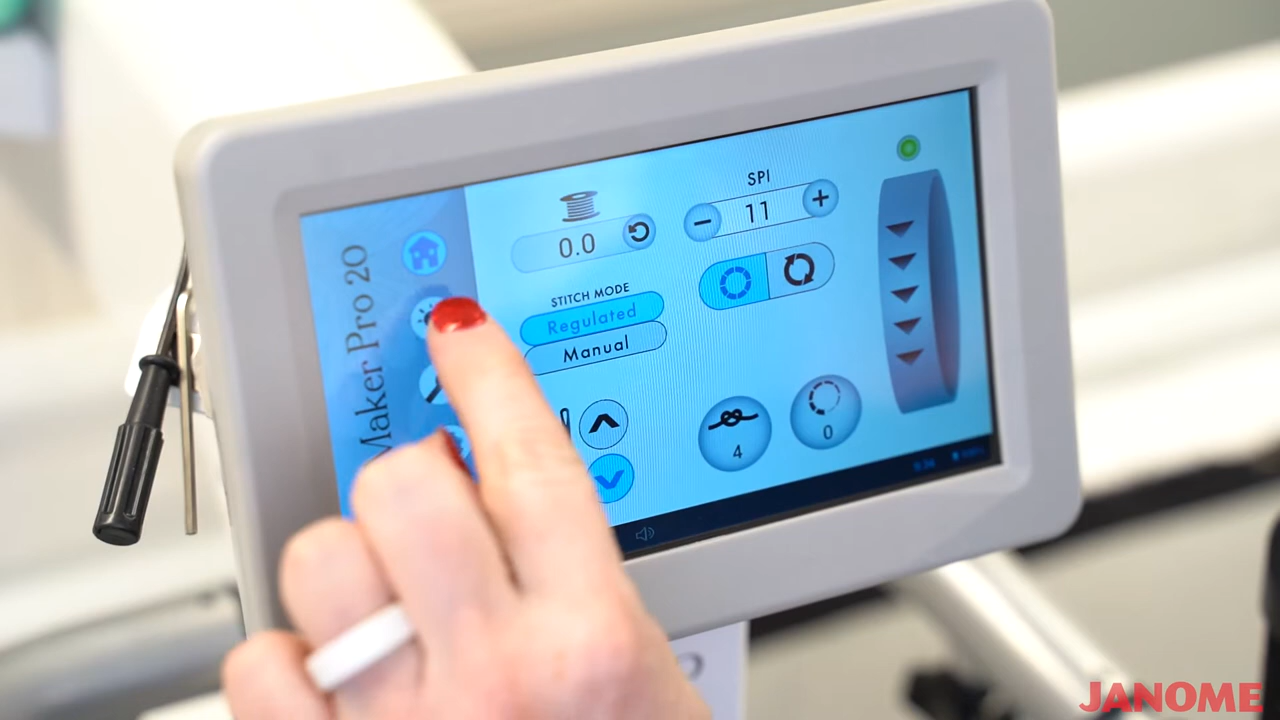 Maker Pro 20
0.0
SPI
11
STITCH MODE
Regulated
Manual
4
0
JANOME